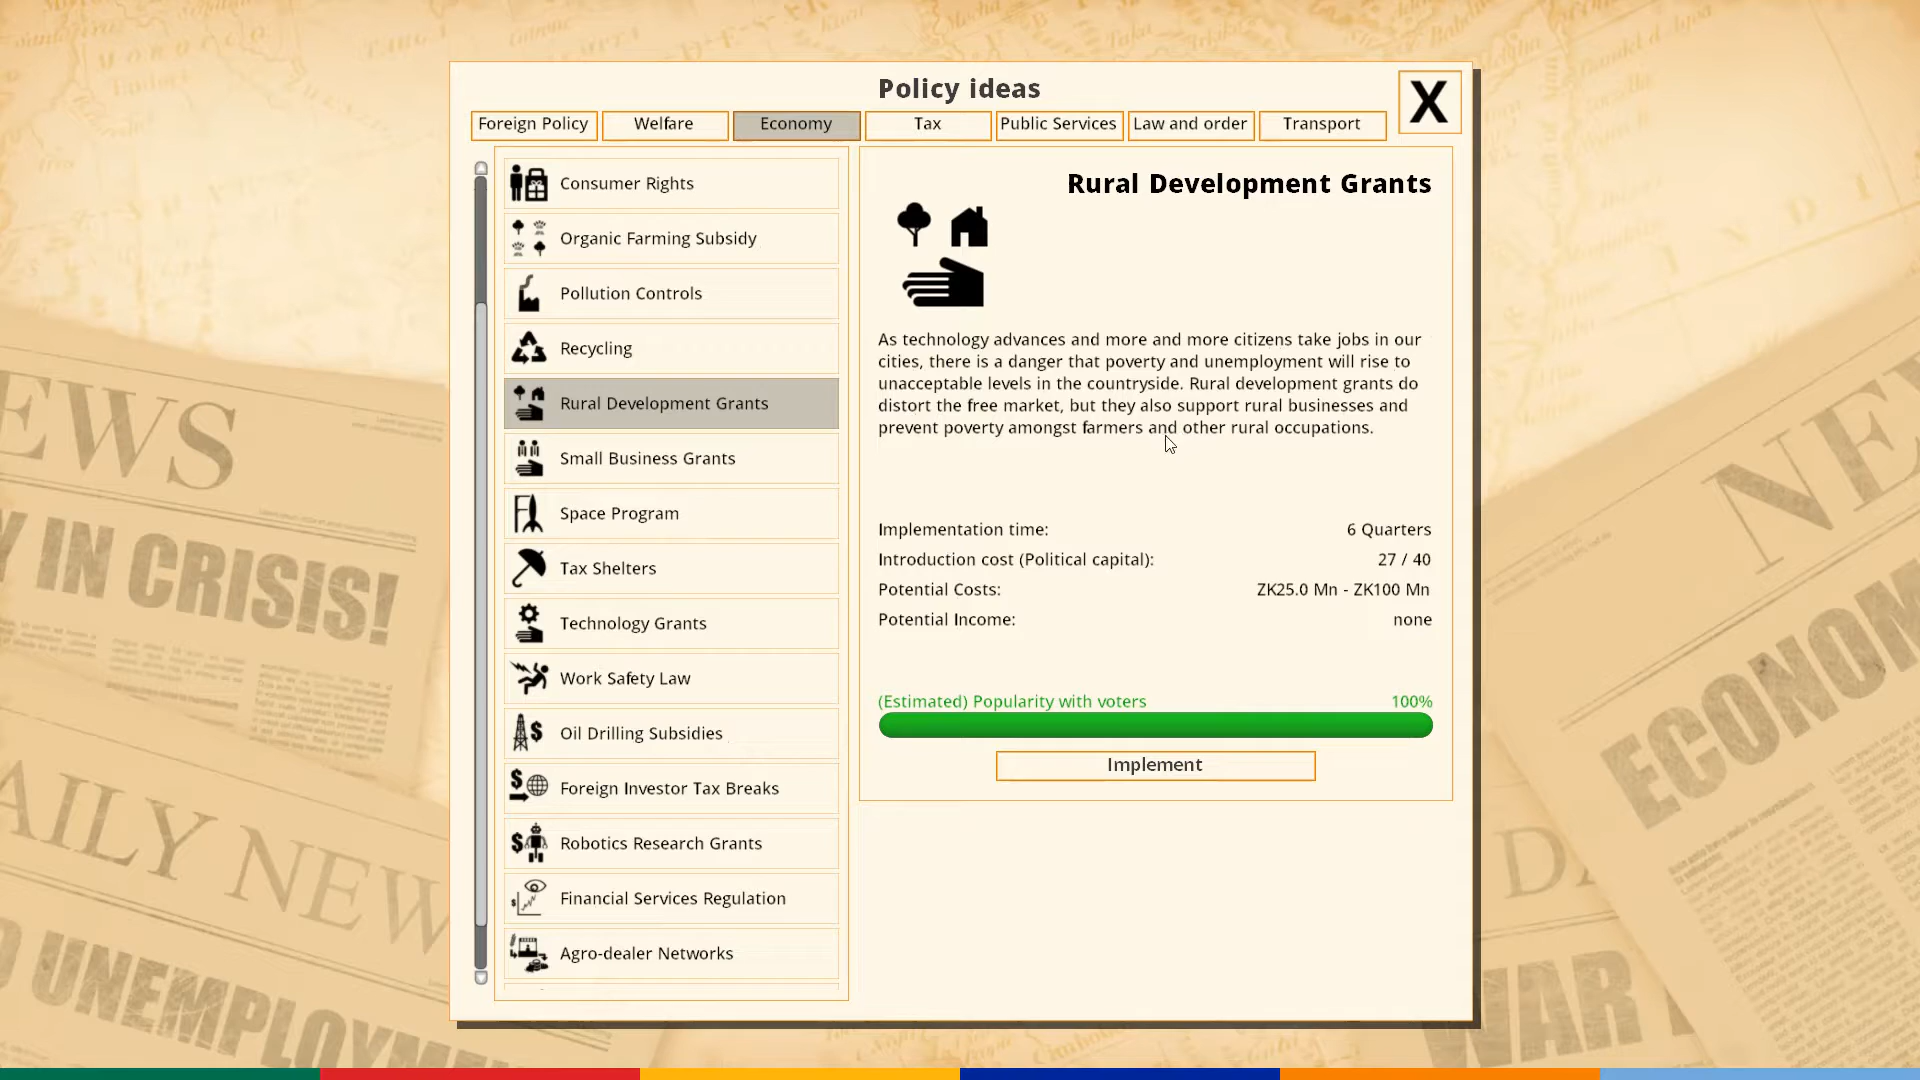 Policy ideas
X
Foreign Policy
Welfare
Economy
Tax
Public Services
Law and order
Transport
Consumer Rights
Organic Farming Subsidy
Pollution Controls
Recycling
Rural Development Grants
Small Business Grants
Space Program
Tax Shelters
Technology Grants
Work Safety Law
Oil Drilling Subsidies
Foreign Investor Tax Breaks
Robotics Research Grants
Financial Services Regulation
Agro-dealer Networks
Rural Development Grants
As technology advances and more and more citizens take jobs in our
cities, there is a danger that poverty and unemployment will rise to
unacceptable levels in the countryside. Rural development grants do
distort the free market, but they also support rural businesses and
prevent poverty amongst farmers and other rural occupations.
Implementation time: 6 Quarters
Introduction cost (Political capital): 27 / 40
Potential Costs: ZK25.0 Mn - ZK100 Mn
Potential Income: none
(Estimated) Popularity with voters 100%
Implement
EWS
Y IN CRISIS!
AILY NEW
UNEMPLOYM
NE
ECONOM
WAR